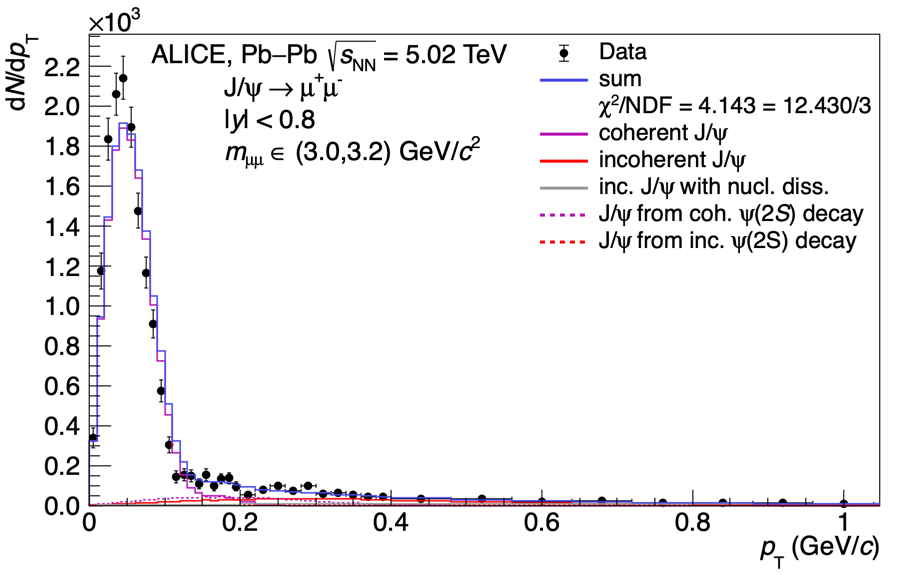 ×10³
dN/dp_T
2.2
2.0
1.8
1.6
1.4
1.2
1.0
0.8
0.6
0.4
0.2
0.0
ALICE, Pb–Pb √s_NN = 5.02 TeV
J/ψ → μ⁺μ⁻
|y| < 0.8
m_μμ ∈ (3.0,3.2) GeV/c²
Data
sum
χ²/NDF = 4.143 = 12.430/3
coherent J/ψ
incoherent J/ψ
inc. J/ψ with nucl. diss.
J/ψ from coh. ψ(2S) decay
J/ψ from inc. ψ(2S) decay
0 0.2 0.4 0.6 0.8 1
p_T (GeV/c)